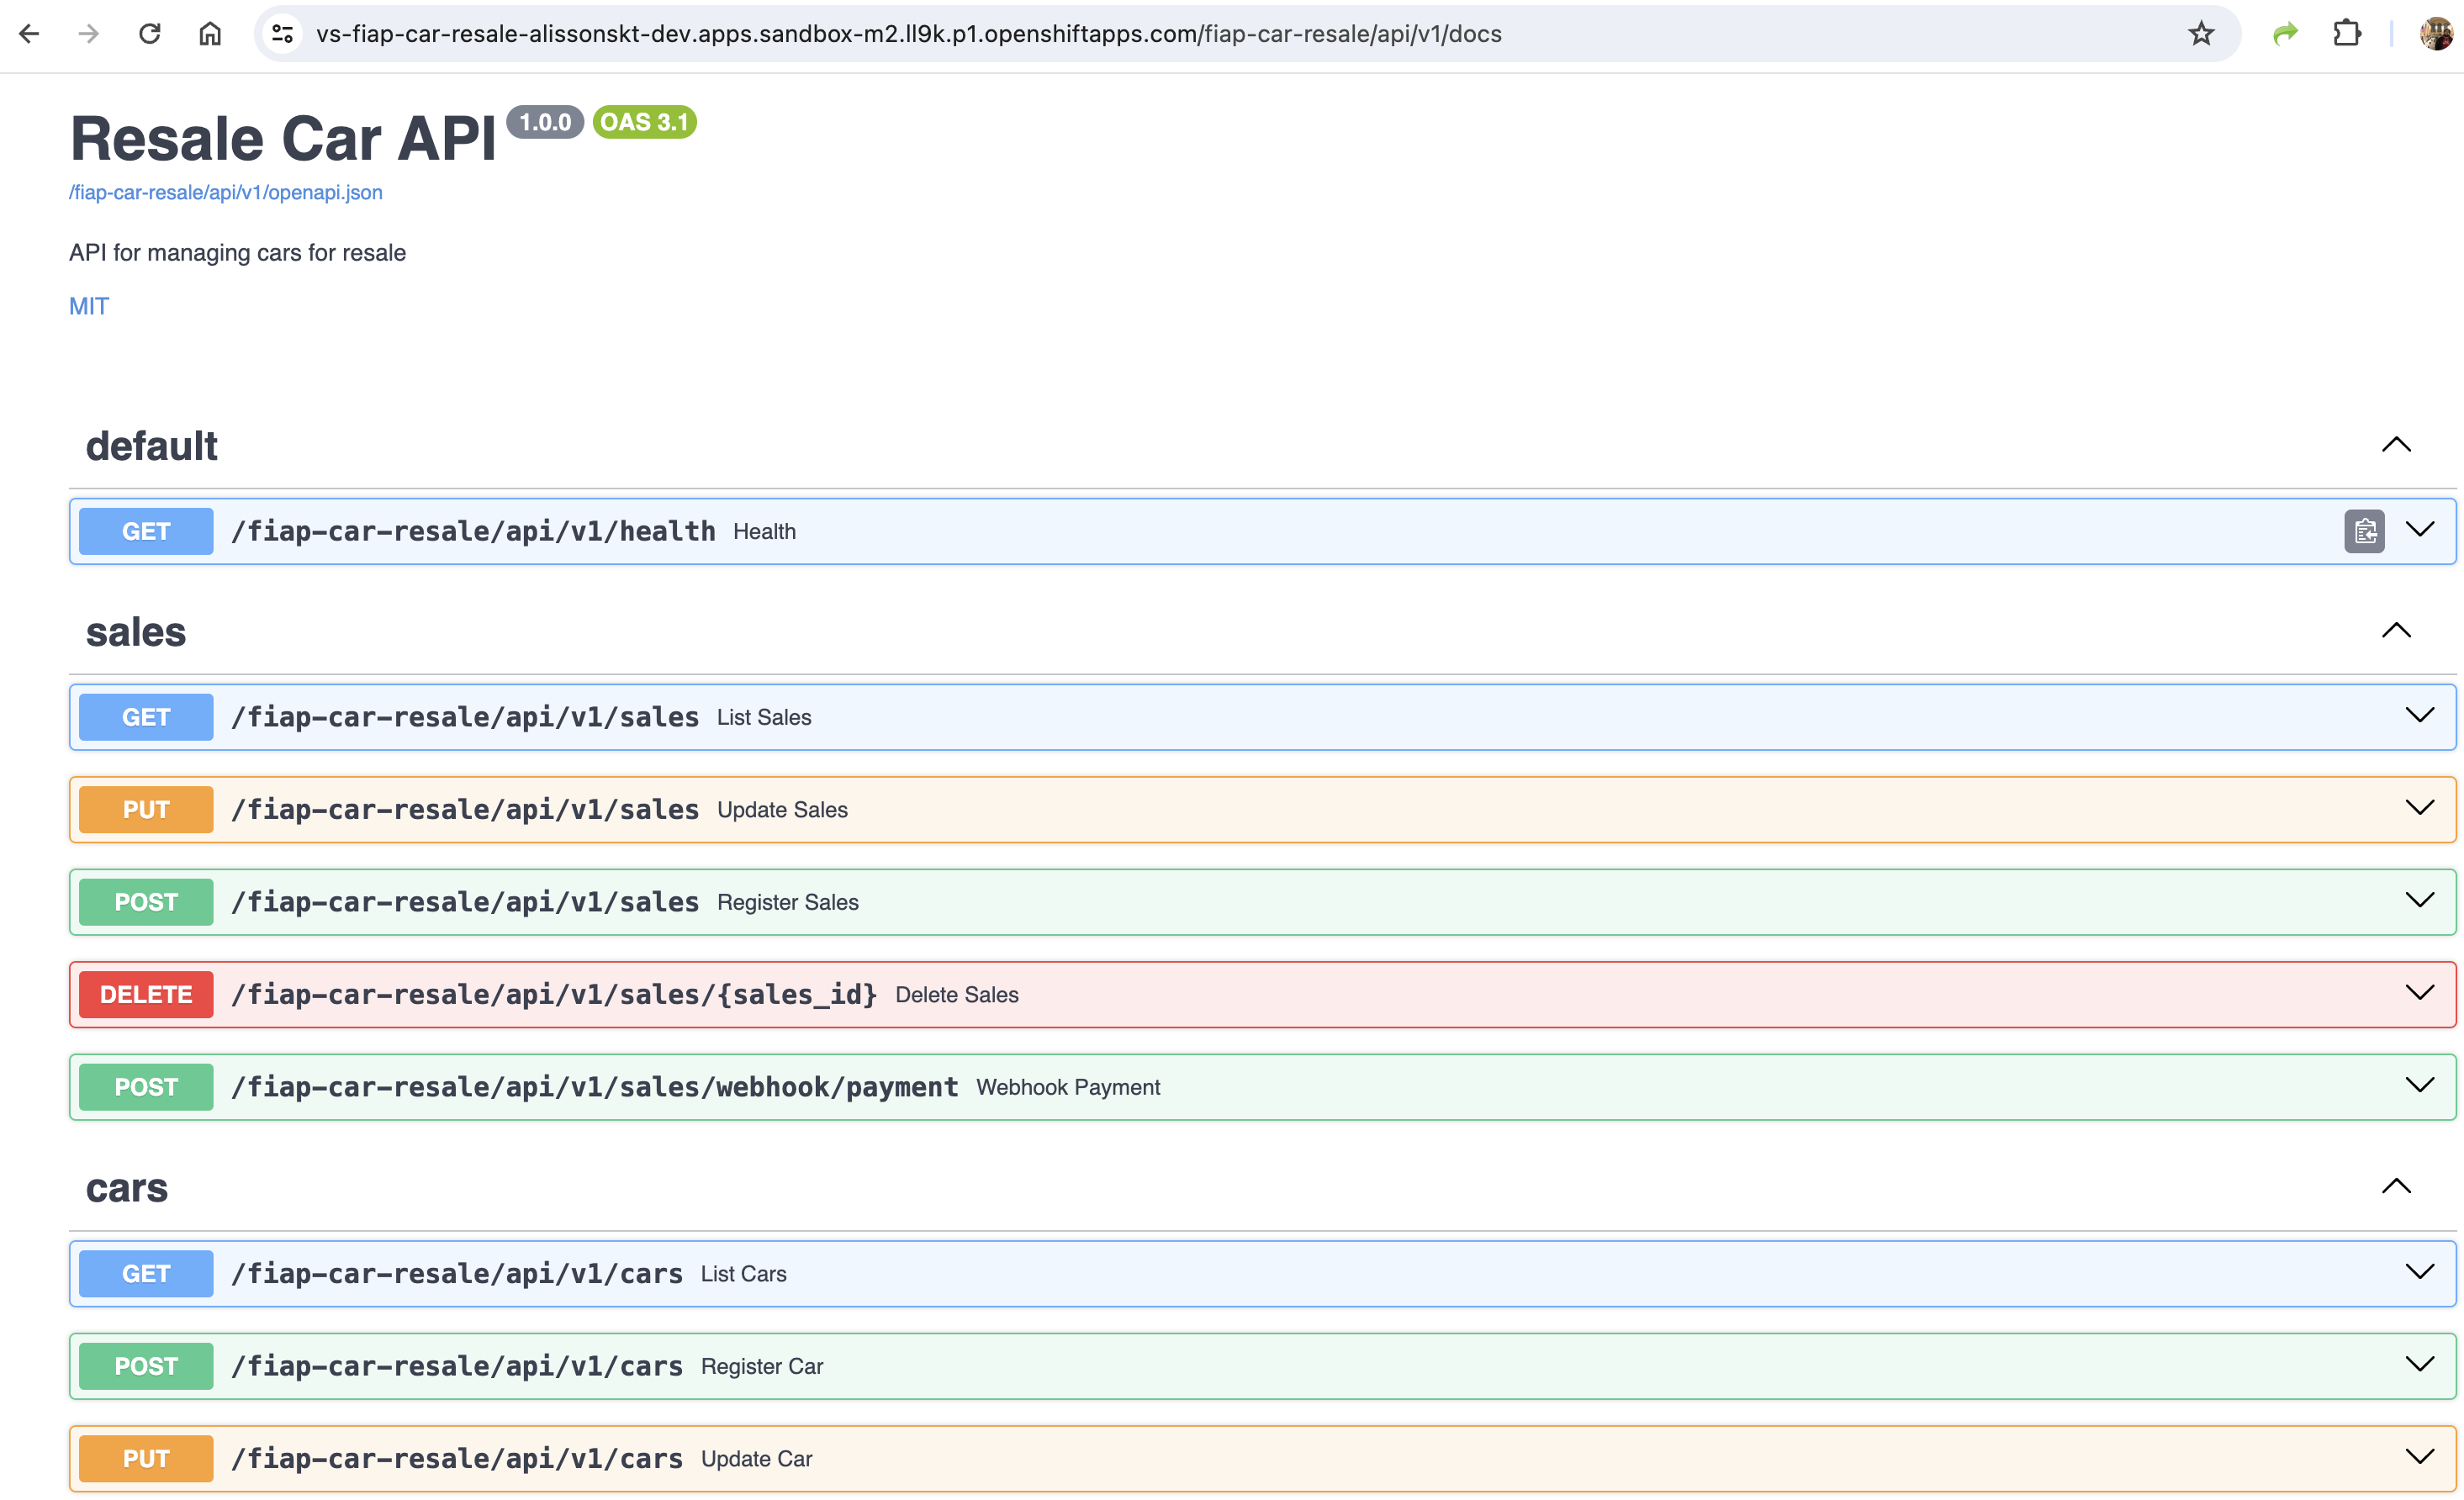 vs-fiap-car-resale-alissonskt-dev.apps.sandbox-m2.ll9k.p1.openshiftapps.com/fiap-car-resale/api/v1/docs
Resale Car API 1.0.0 OAS 3.1
/fiap-car-resale/api/v1/openapi.json
API for managing cars for resale
MIT
default
GET /fiap-car-resale/api/v1/health Health
sales
GET /fiap-car-resale/api/v1/sales List Sales
PUT /fiap-car-resale/api/v1/sales Update Sales
POST /fiap-car-resale/api/v1/sales Register Sales
DELETE /fiap-car-resale/api/v1/sales/{sales_id} Delete Sales
POST /fiap-car-resale/api/v1/sales/webhook/payment Webhook Payment
cars
GET /fiap-car-resale/api/v1/cars List Cars
POST /fiap-car-resale/api/v1/cars Register Car
PUT /fiap-car-resale/api/v1/cars Update Car